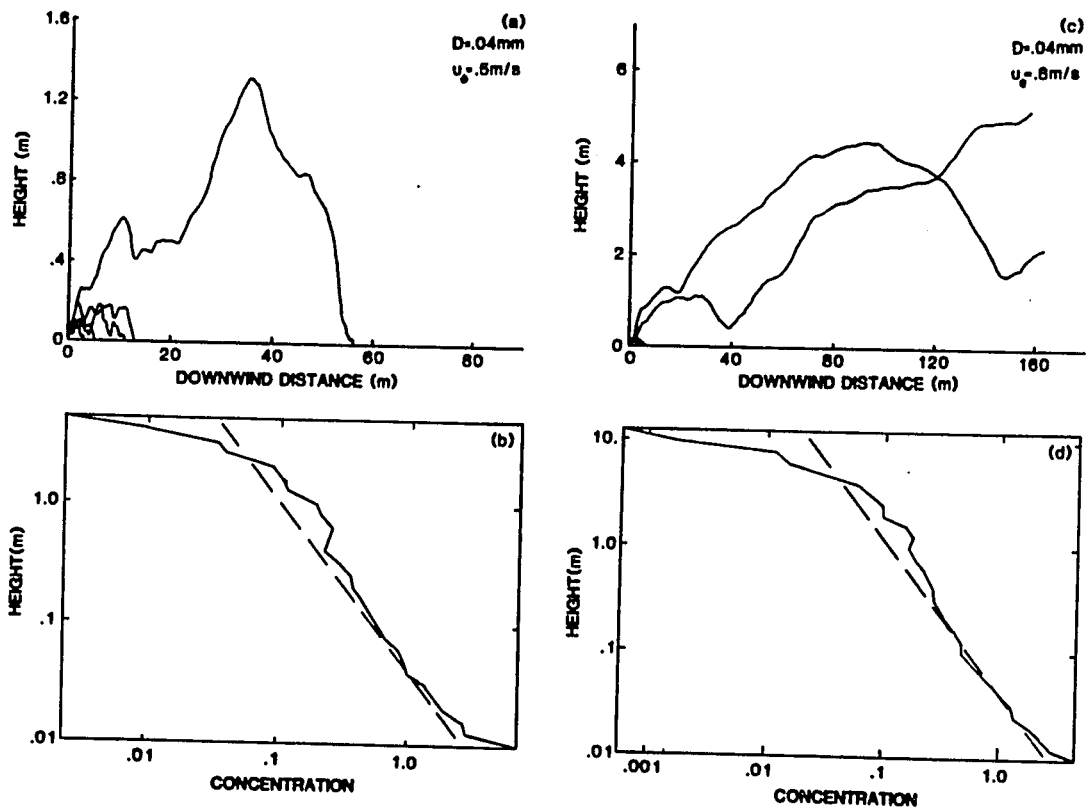 (a)
D=.04mm
u*=.5m/s
1.6
1.2
.8
.4
0
HEIGHT (m)
0 20 40 60 80
DOWNWIND DISTANCE (m)
(c)
D=.04mm
u*=.8m/s
6
4
2
0
HEIGHT (m)
0 40 80 120 160
DOWNWIND DISTANCE (m)
(b)
1.0
.1
.01
HEIGHT(m)
.01 .1 1.0
CONCENTRATION
(d)
10.
1.0
.1
.01
HEIGHT(m)
.001 .01 .1 1.0
CONCENTRATION